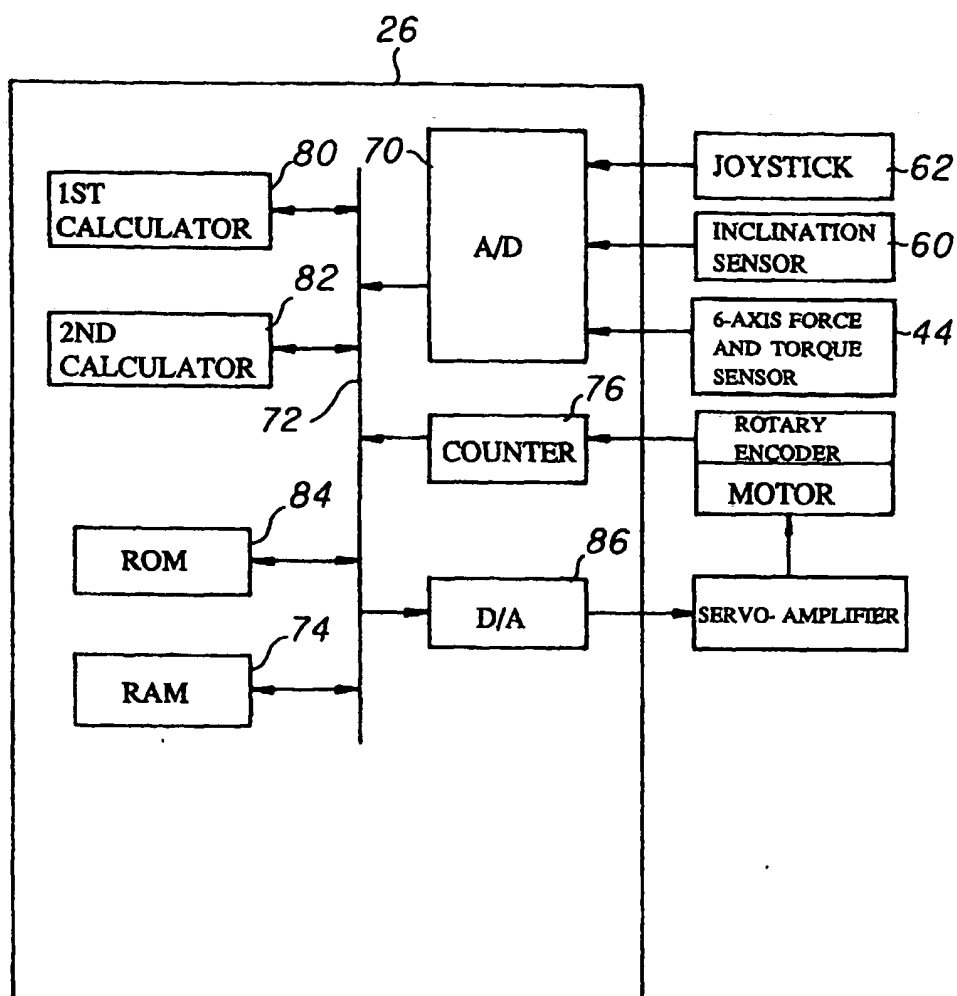 26
80
1ST
CALCULATOR
82
2ND
CALCULATOR
72
84
ROM
74
RAM
70
A/D
76
COUNTER
86
D/A
JOYSTICK
62
INCLINATION
SENSOR
60
6-AXIS FORCE
AND TORQUE
SENSOR
44
ROTARY
ENCODER
MOTOR
SERVO- AMPLIFIER